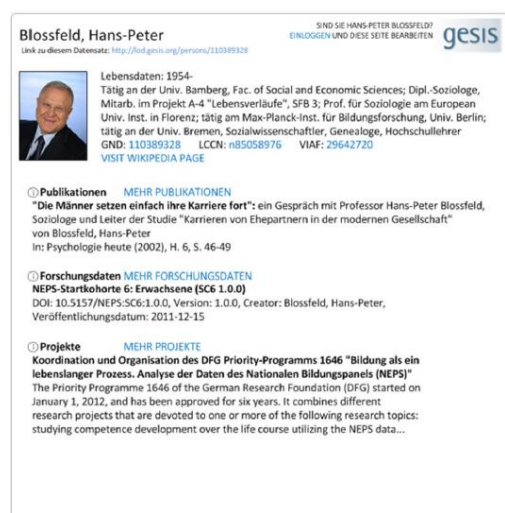 Blossfeld, Hans-Peter
Link zu diesem Datensatz: http://lod.gesis.org/persons/110389328
SIND SIE HANS-PETER BLOSSFELD?
EINLOGGEN UND DIESE SEITE BEARBEITEN
gesis
Lebensdaten: 1954-
Tätig an der Univ. Bamberg, Fac. of Social and Economic Sciences; Dipl.-Soziologe,
Mitarb. im Projekt A-4 "Lebensverläufe", SFB 3; Prof. für Soziologie am European
Univ. Inst. in Florenz; tätig am Max-Planck-Inst. für Bildungsforschung, Univ. Berlin;
tätig an der Univ. Bremen, Sozialwissenschaftler, Genealoge, Hochschullehrer
GND: 110389328 LCCN: n85058976 VIAF: 29642720
VISIT WIKIPEDIA PAGE
Publikationen MEHR PUBLIKATIONEN
"Die Männer setzen einfach ihre Karriere fort": ein Gespräch mit Professor Hans-Peter Blossfeld,
Soziologe und Leiter der Studie "Karrieren von Ehepartnern in der modernen Gesellschaft"
von Blossfeld, Hans-Peter
In: Psychologie heute (2002), H. 6, S. 46-49
Forschungsdaten MEHR FORSCHUNGSDATEN
NEPS-Startkohorte 6: Erwachsene (SC6 1.0.0)
DOI: 10.5157/NEPS:SC6:1.0.0, Version: 1.0.0, Creator: Blossfeld, Hans-Peter,
Veröffentlichungsdatum: 2011-12-15
Projekte MEHR PROJEKTE
Koordination und Organisation des DFG Priority-Programms 1646 "Bildung als ein
lebenslanger Prozess. Analyse der Daten des Nationalen Bildungspanels (NEPS)"
The Priority Programme 1646 of the German Research Foundation (DFG) started on
January 1, 2012, and has been approved for six years. It combines different
research projects that are devoted to one or more of the following research topics:
studying competence development over the life course utilizing the NEPS data...